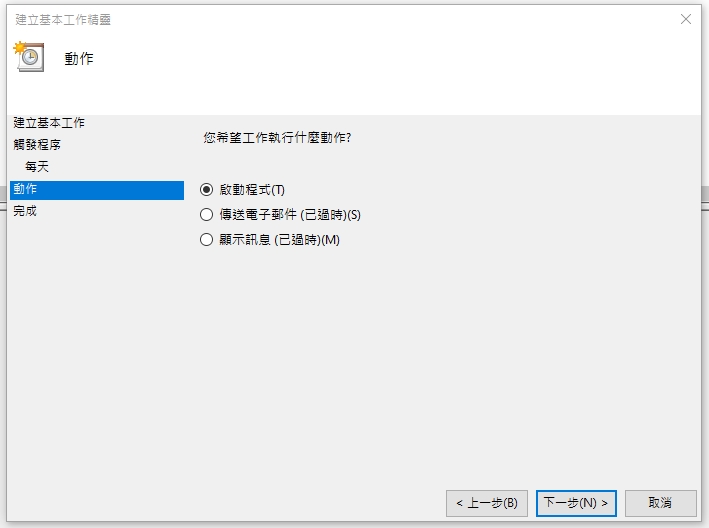 建立基本工作精靈
動作
建立基本工作
觸發程序
每天
動作
完成
您希望工作執行什麼動作?
啟動程式(T)
傳送電子郵件 (已過時)(S)
顯示訊息 (已過時)(M)
< 上一步(B)
下一步(N) >
取消